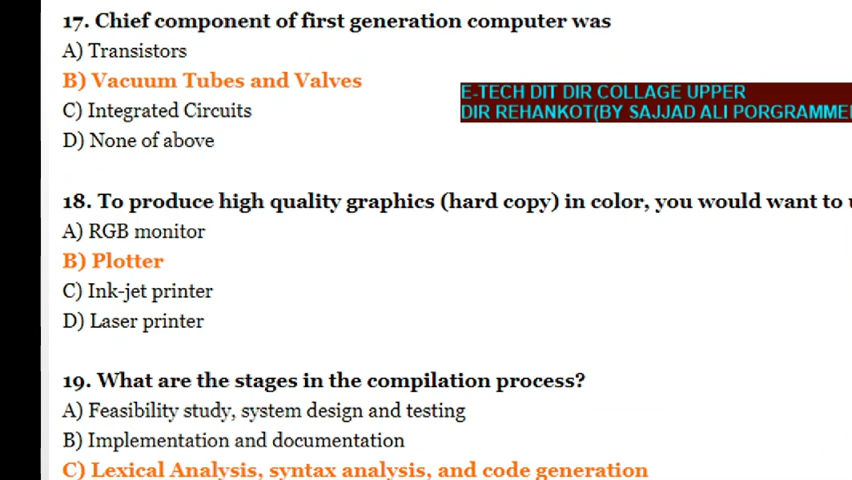 17. Chief component of first generation computer was
A) Transistors
B) Vacuum Tubes and Valves
C) Integrated Circuits
D) None of above
E-TECH DIT DIR COLLAGE UPPER
DIR REHANKOT(BY SAJJAD ALI PORGRAMME
18. To produce high quality graphics (hard copy) in color, you would want to
A) RGB monitor
B) Plotter
C) Ink-jet printer
D) Laser printer
19. What are the stages in the compilation process?
A) Feasibility study, system design and testing
B) Implementation and documentation
C) Lexical Analysis, syntax analysis, and code generation